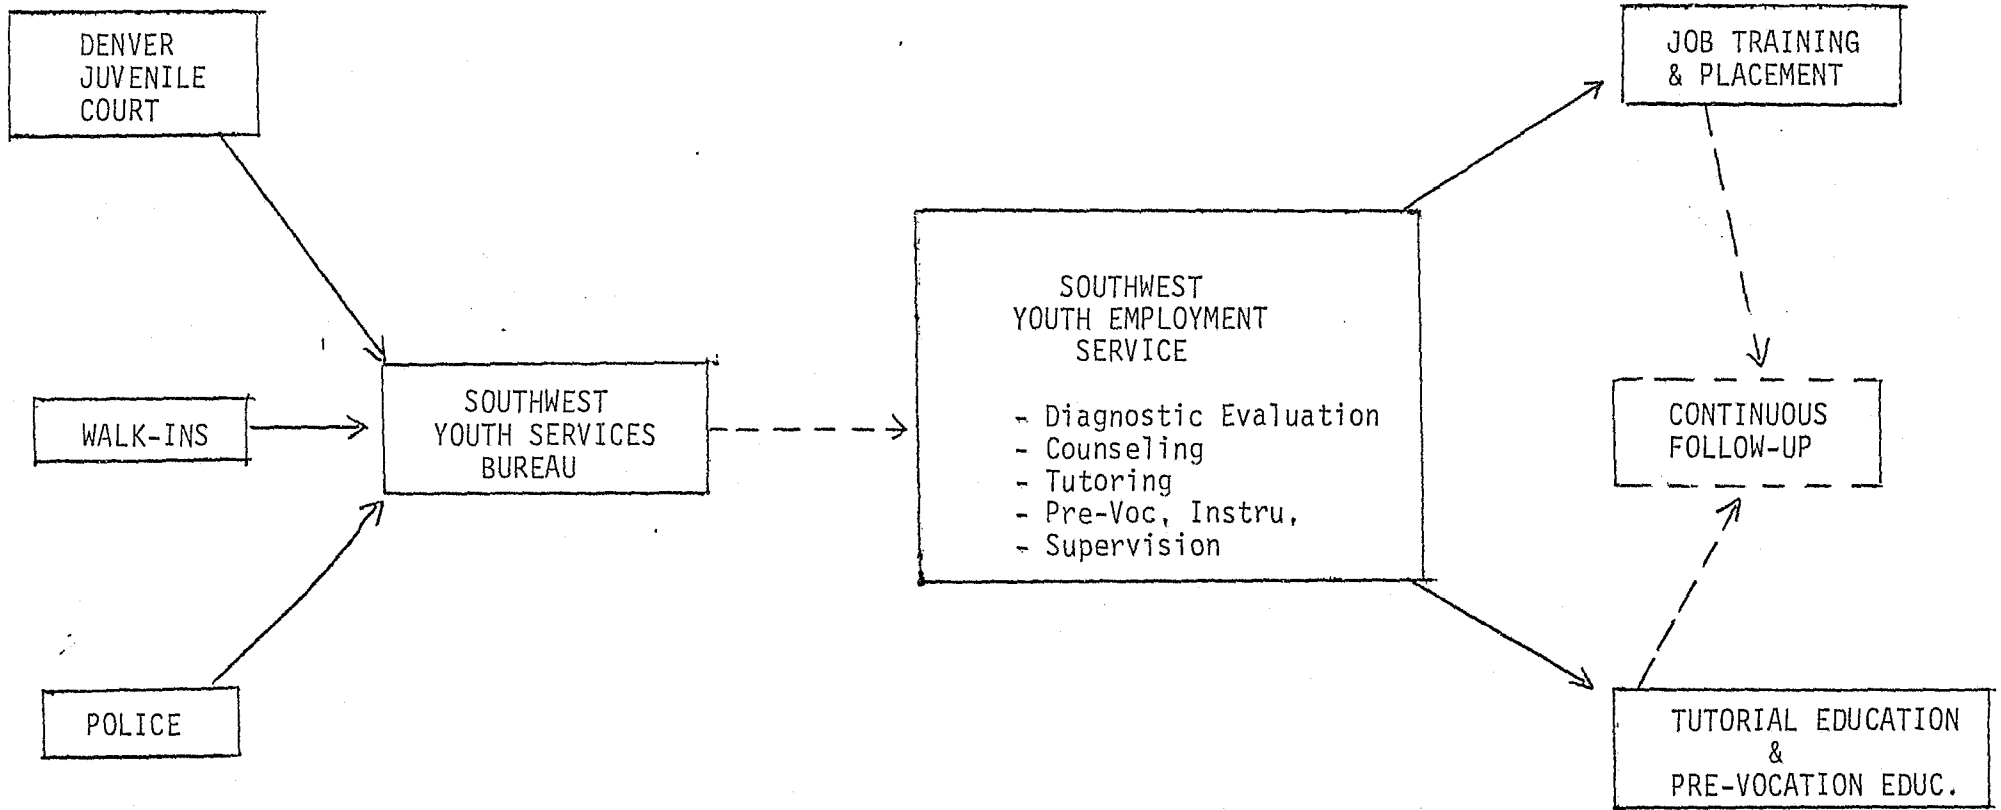 DENVER
JUVENILE
COURT
WALK-INS
POLICE
SOUTHWEST
YOUTH SERVICES
BUREAU
SOUTHWEST
YOUTH EMPLOYMENT
SERVICE
- Diagnostic Evaluation
- Counseling
- Tutoring
- Pre-Voc, Instru,
- Supervision
JOB TRAINING
& PLACEMENT
CONTINUOUS
FOLLOW-UP
TUTORIAL EDUCATION
&
PRE-VOCATION EDUC.